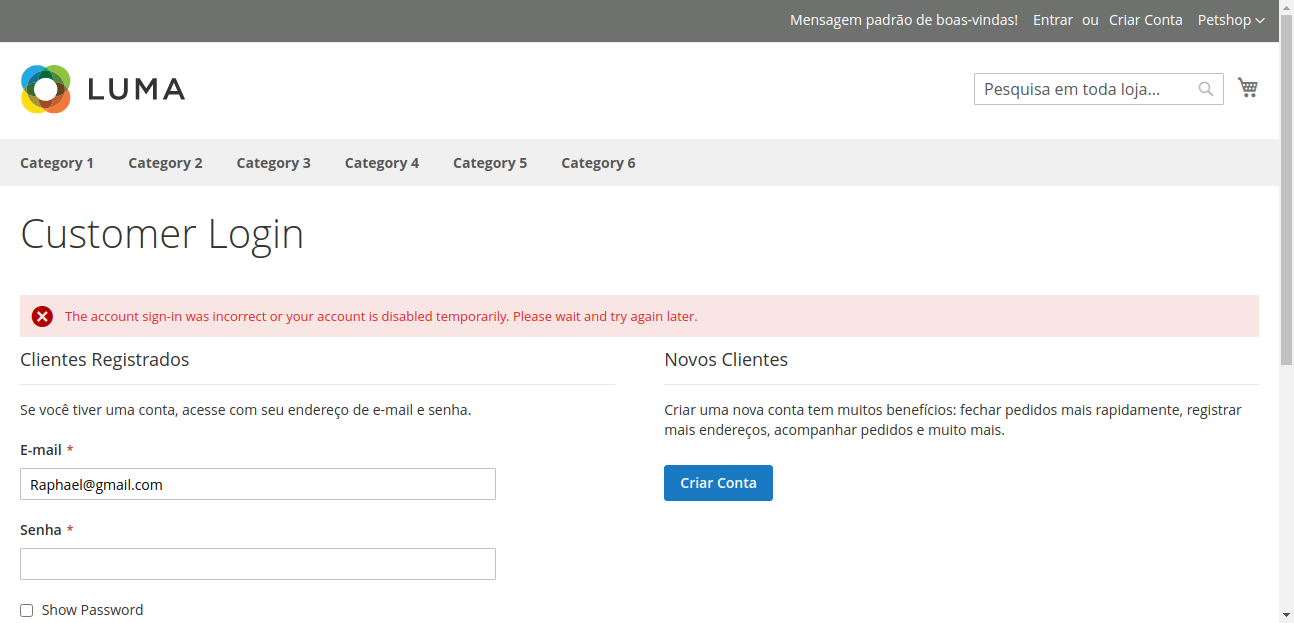 Mensagem padrão de boas-vindas! Entrar ou Criar Conta Petshop
LUMA
Pesquisa em toda loja...
Category 1 Category 2 Category 3 Category 4 Category 5 Category 6
Customer Login
The account sign-in was incorrect or your account is disabled temporarily. Please wait and try again later.
Clientes Registrados
Se você tiver uma conta, acesse com seu endereço de e-mail e senha.
E-mail *
Raphael@gmail.com
Senha *
Show Password
Novos Clientes
Criar uma nova conta tem muitos benefícios: fechar pedidos mais rapidamente, registrar
mais endereços, acompanhar pedidos e muito mais.
Criar Conta